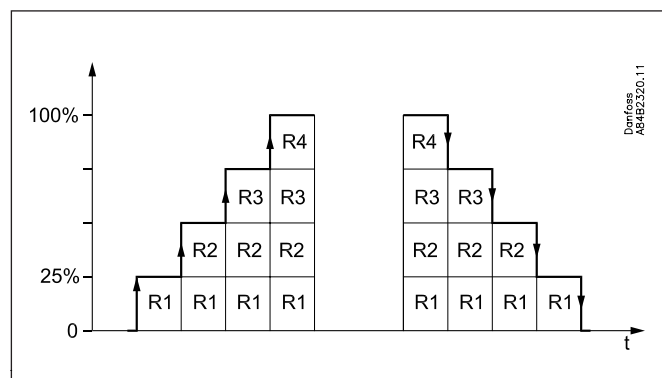 Danfoss
A84B2320.11
100%
R4 R4
R3 R3 R3 R3
R2 R2 R2 R2 R2 R2
25%
R1 R1 R1 R1 R1 R1 R1 R1
0
t